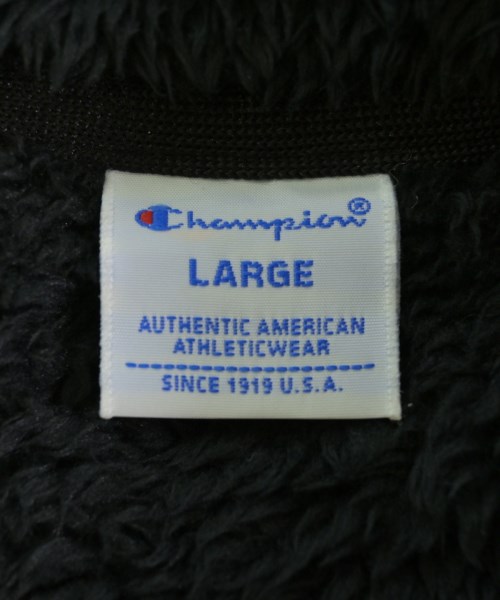 Champion®
LARGE
AUTHENTIC AMERICAN
ATHLETICWEAR
SINCE 1919 U.S.A.